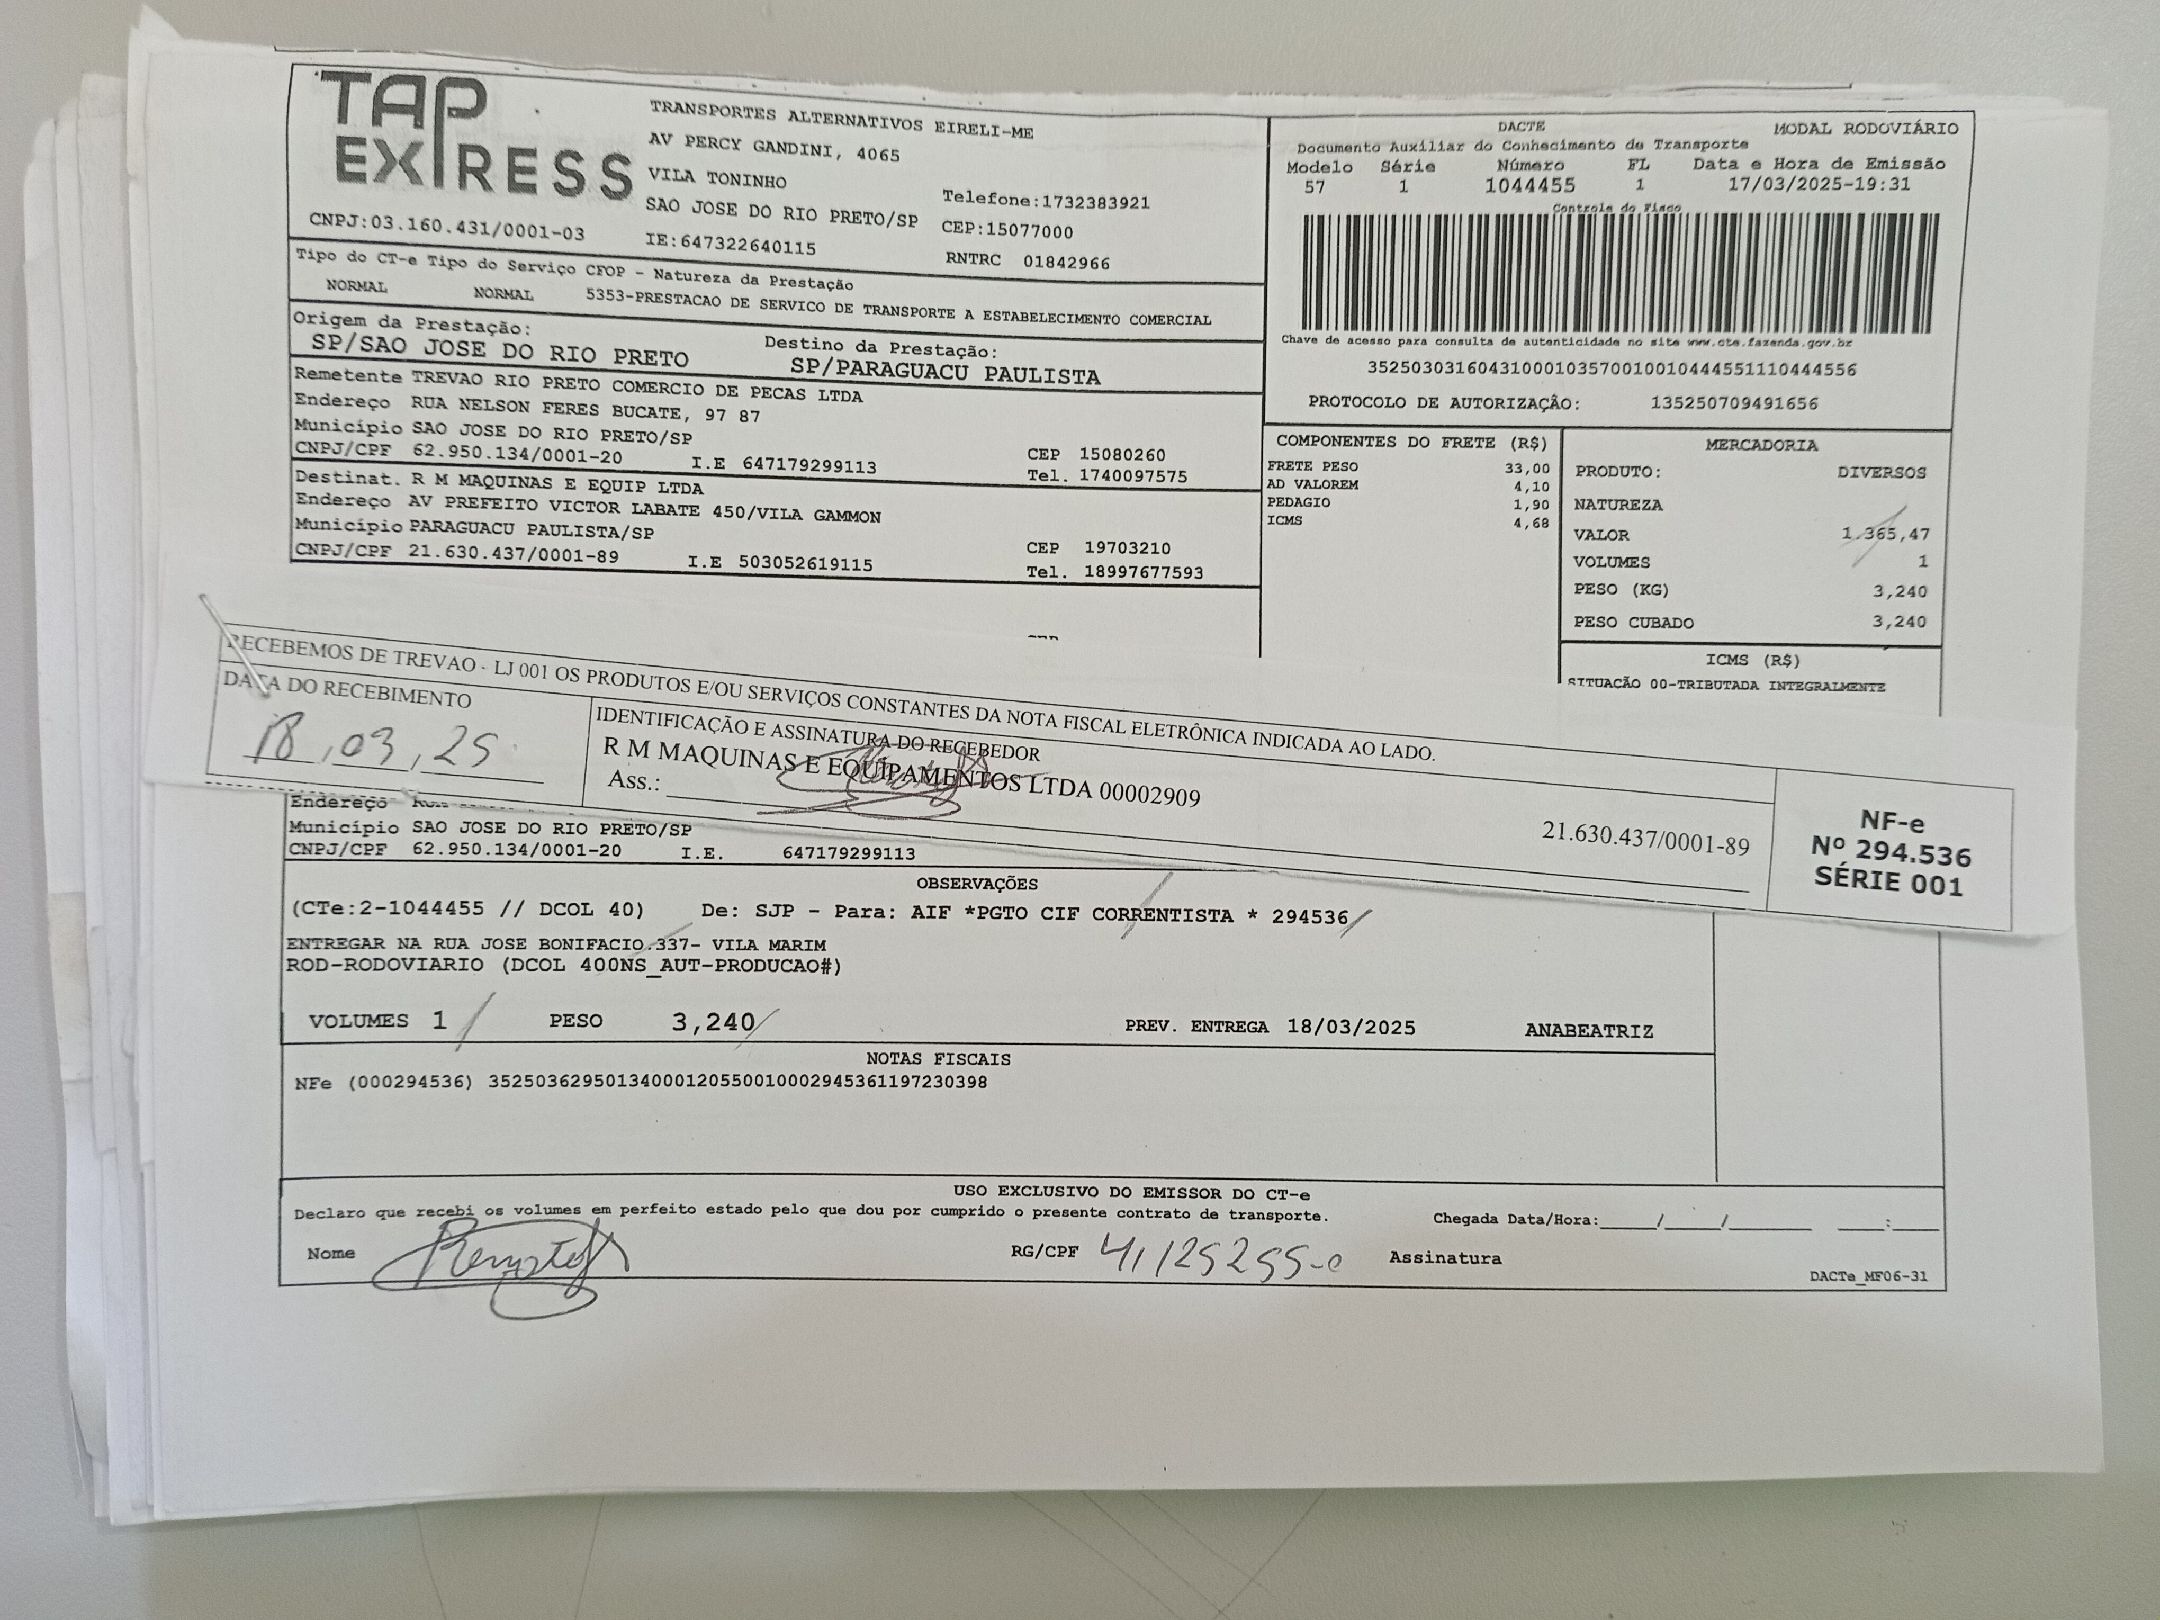 TAP
EXPRESS
TRANSPORTES ALTERNATIVOS EIRELI-ME
AV PERCY GANDINI, 4065
VILA TONINHO
SAO JOSE DO RIO PRETO/SP
Telefone:1732383921
CEP:15077000
CNPJ:03.160.431/0001-03
IE:647322640115
RNTRC 01842966
DACTE
MODAL RODOVIÁRIO
Documento Auxiliar do Conhecimento de Transporte
Modelo Série Número FL Data e Hora de Emissão
57 1 1044455 1 17/03/2025-19:31
Controle do Fisco
Chave de acesso para consulta de autenticidade no site www.cte.fazenda.gov.br
35250303160431000103570010010444551110444556
PROTOCOLO DE AUTORIZAÇÃO: 135250709491656
Tipo do CT-e Tipo do Serviço CFOP - Natureza da Prestação
NORMAL NORMAL 5353-PRESTACAO DE SERVICO DE TRANSPORTE A ESTABELECIMENTO COMERCIAL
Origem da Prestação:
SP/SAO JOSE DO RIO PRETO
Destino da Prestação:
SP/PARAGUACU PAULISTA
Remetente TREVAO RIO PRETO COMERCIO DE PECAS LTDA
Endereço RUA NELSON FERES BUCATE, 97 87
Município SAO JOSE DO RIO PRETO/SP
CEP 15080260
CNPJ/CPF 62.950.134/0001-20 I.E 647179299113
Tel. 1740097575
Destinat. R M MAQUINAS E EQUIP LTDA
Endereço AV PREFEITO VICTOR LABATE 450/VILA GAMMON
Município PARAGUACU PAULISTA/SP
CEP 19703210
CNPJ/CPF 21.630.437/0001-89 I.E 503052619115
Tel. 18997677593
COMPONENTES DO FRETE (R$)
FRETE PESO 33,00
AD VALOREM 4,10
PEDAGIO 1,90
ICMS 4,68
MERCADORIA
PRODUTO: DIVERSOS
NATUREZA
VALOR 1.365,47
VOLUMES 1
PESO (KG) 3,240
PESO CUBADO 3,240
ICMS (R$)
SITUAÇÃO 00-TRIBUTADA INTEGRALMENTE
RECEBEMOS DE TREVAO - LJ 001 OS PRODUTOS E/OU SERVIÇOS CONSTANTES DA NOTA FISCAL ELETRÔNICA INDICADA AO LADO.
DATA DO RECEBIMENTO
18,03,25
IDENTIFICAÇÃO E ASSINATURA DO RECEBEDOR
R M MAQUINAS E EQUIPAMENTOS LTDA 00002909
Ass.:
21.630.437/0001-89
NF-e
Nº 294.536
SÉRIE 001
Endereço
Município SAO JOSE DO RIO PRETO/SP
CNPJ/CPF 62.950.134/0001-20 I.E. 647179299113
OBSERVAÇÕES
(CTe:2-1044455 // DCOL 40) De: SJP - Para: AIF *PGTO CIF CORRENTISTA * 294536
ENTREGAR NA RUA JOSE BONIFACIO.337- VILA MARIM
ROD-RODOVIARIO (DCOL 400NS_AUT-PRODUCAO#)
VOLUMES 1 PESO 3,240 PREV. ENTREGA 18/03/2025 ANABEATRIZ
NOTAS FISCAIS
NFe (000294536) 35250362950134000120550010002945361197230398
USO EXCLUSIVO DO EMISSOR DO CT-e
Declaro que recebi os volumes em perfeito estado pelo que dou por cumprido o presente contrato de transporte.
Chegada Data/Hora:____/____/______ ____:____
Nome
RG/CPF 41125255-0
Assinatura
DACTe_MF06-31